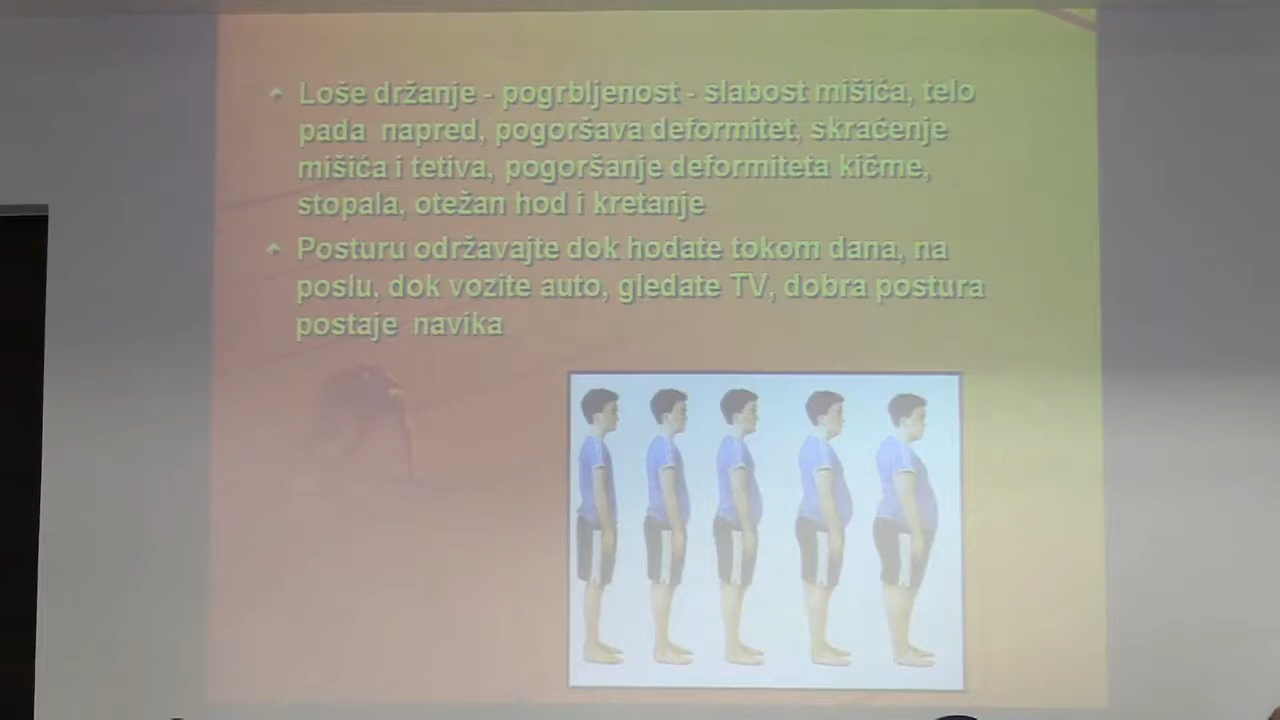 Loše držanje - pogrbljenost - slabost mišića, telo
pada napred, pogoršava deformitet, skraćenje
mišića i tetiva, pogoršanje deformiteta kičme,
stopala, otežan hod i kretanje
Posturu održavajte dok hodate tokom dana, na
poslu, dok vozite auto, gledate TV, dobra postura
postaje navika